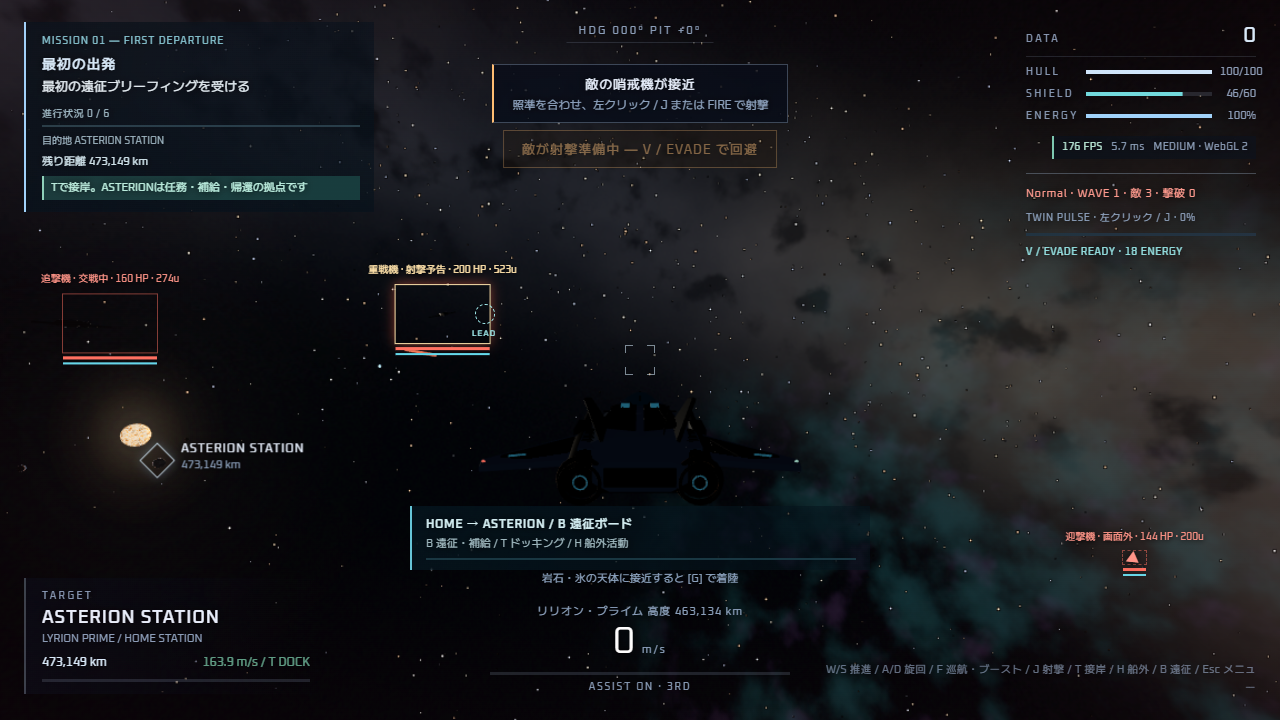 MISSION 01 — FIRST DEPARTURE
最初の出発
最初の遠征ブリーフィングを受ける
進行状況 0 / 6
目的地 ASTERION STATION
残り距離 473,149 km
Tで接岸。ASTERIONは任務・補給・帰還の拠点です
HDG 000° PIT +0°
敵の哨戒機が接近
照準を合わせ、左クリック / J または FIRE で射撃
敵が射撃準備中 — V / EVADE で回避
DATA 0
HULL 100/100
SHIELD 46/60
ENERGY 100%
176 FPS 5.7 ms MEDIUM · WebGL 2
Normal · WAVE 1 · 敵 3 · 撃破 0
TWIN PULSE · 左クリック / J · 0%
V / EVADE READY · 18 ENERGY
追撃機 · 交戦中 · 160 HP · 274u
重戦機 · 射撃予告 · 200 HP · 523u
LEAD
ASTERION STATION
473,149 km
HOME → ASTERION / B 遠征ボード
B 遠征・補給 / T ドッキング / H 船外活動
岩石・氷の天体に接近すると [G] で着陸
迎撃機 · 画面外 · 144 HP · 200u
リリオン・プライム 高度 463,134 km
0 m/s
ASSIST ON · 3RD
TARGET
ASTERION STATION
LYRION PRIME / HOME STATION
473,149 km · 163.9 m/s / T DOCK
W/S 推進 / A/D 旋回 / F 巡航・ブースト / J 射撃 / T 接岸 / H 船外 / B 遠征 / Esc メニュ
ー